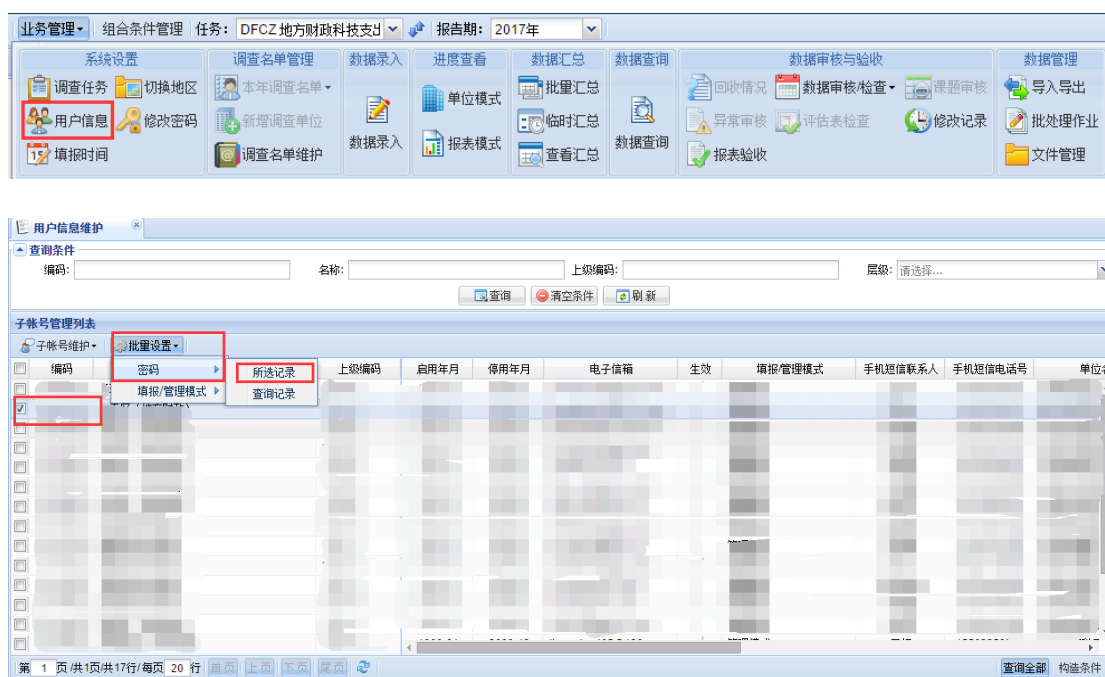 业务管理 组合条件管理 任务: DFCZ 地方财政科技支出 报告期: 2017年
系统设置 调查名单管理 数据录入 进度查看 数据汇总 数据查询 数据审核与验收 数据管理
调查任务 切换地区 本年调查名单 单位模式 批量汇总 回收情况 数据审核/检查 课题审核 导入导出
用户信息 修改密码 新增调查单位 数据录入 临时汇总 数据查询 异常审核 评估表检查 修改记录 批处理作业
填报时间 调查名单维护 报表模式 查看汇总 报表验收 文件管理
用户信息维护
查询条件
编码: 名称: 上级编码: 层级: 请选择...
查询 清空条件 刷 新
子帐号管理列表
子帐号维护 批量设置
编码 密码 所选记录 上级编码 启用年月 停用年月 电子信箱 生效 填报/管理模式 手机短信联系人 手机短信电话号 单位
填报/管理模式 查询记录
第 1 页/共1页/共17行/每页 20 行 首页 上页 下页 尾页 查询全部 构造条件